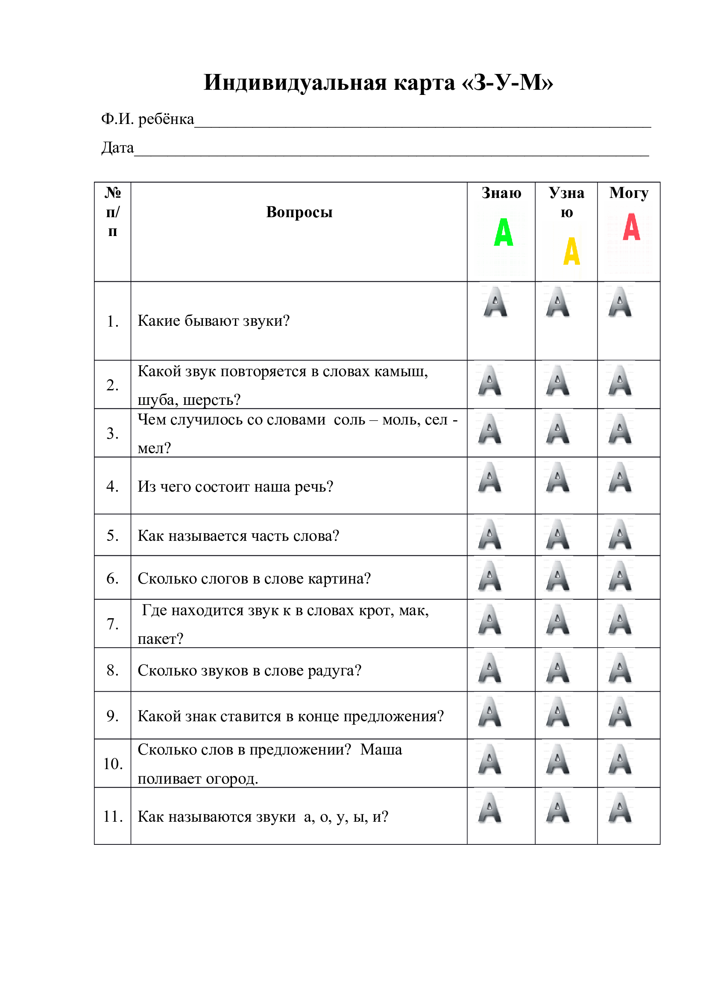 Индивидуальная карта «З-У-М»
Ф.И. ребёнка_______________________________________________________
Дата______________________________________________________________
№ п/ п
Вопросы
Знаю
Узна ю
Могу
А
А
А
1. Какие бывают звуки? А А А
2. Какой звук повторяется в словах камыш,
шуба, шерсть? А А А
3. Чем случилось со словами  соль – моль, сел -
мел? А А А
4. Из чего состоит наша речь? А А А
5. Как называется часть слова? А А А
6. Сколько слогов в слове картина? А А А
7. Где находится звук к в словах крот, мак,
пакет? А А А
8. Сколько звуков в слове радуга? А А А
9. Какой знак ставится в конце предложения? А А А
10. Сколько слов в предложении?  Маша
поливает огород. А А А
11. Как называются звуки  а, о, у, ы, и? А А А